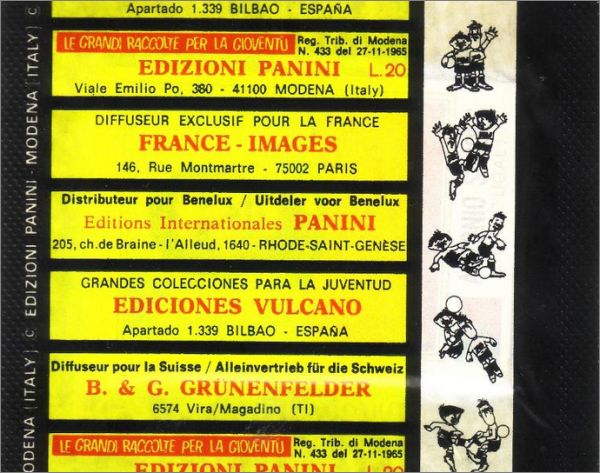 Apartado 1.339 BILBAO - ESPAÑA
LE GRANDI RACCOLTE PER LA GIOVENTÙ Reg. Trib. di Modena
N. 433 del 27-11-1965
EDIZIONI PANINI L.20
Viale Emilio Po, 380 - 41100 MODENA (Italy)
DIFFUSEUR EXCLUSIF POUR LA FRANCE
FRANCE - IMAGES
146, Rue Montmartre - 75002 PARIS
Distributeur pour Benelux / Uitdeler voor Benelux
Editions Internationales PANINI
205, ch. de Braine - l'Alleud, 1640 - RHODE-SAINT-GENÈSE
GRANDES COLECCIONES PARA LA JUVENTUD
EDICIONES VULCANO
Apartado 1.339 BILBAO - ESPAÑA
Diffuseur pour la Suisse / Alleinvertrieb für die Schweiz
B. & G. GRÜNENFELDER
6574 Vira/Magadino (TI)
LE GRANDI RACCOLTE PER LA GIOVENTÙ Reg. Trib. di Modena
N. 433 del 27-11-1965
EDIZIONI PANINI L.20
MODENA (ITALY) C EDIZIONI PANINI - MODENA (ITALY) C